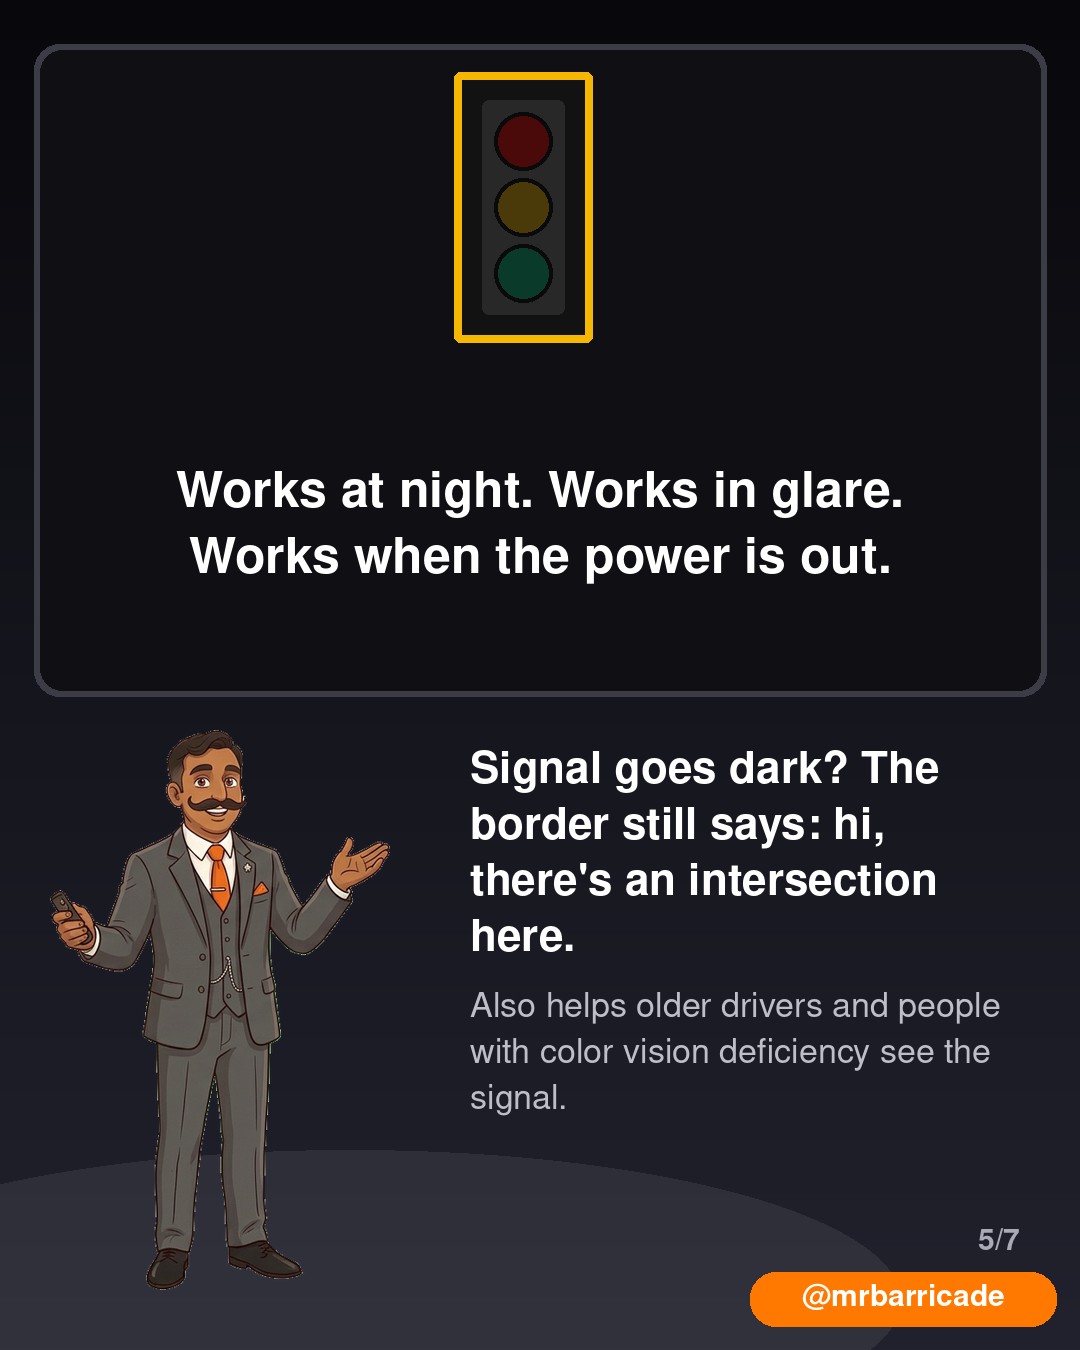 Works at night. Works in glare.
Works when the power is out.
Signal goes dark? The
border still says: hi,
there's an intersection
here.
Also helps older drivers and people
with color vision deficiency see the
signal.
5/7
@mrbarricade